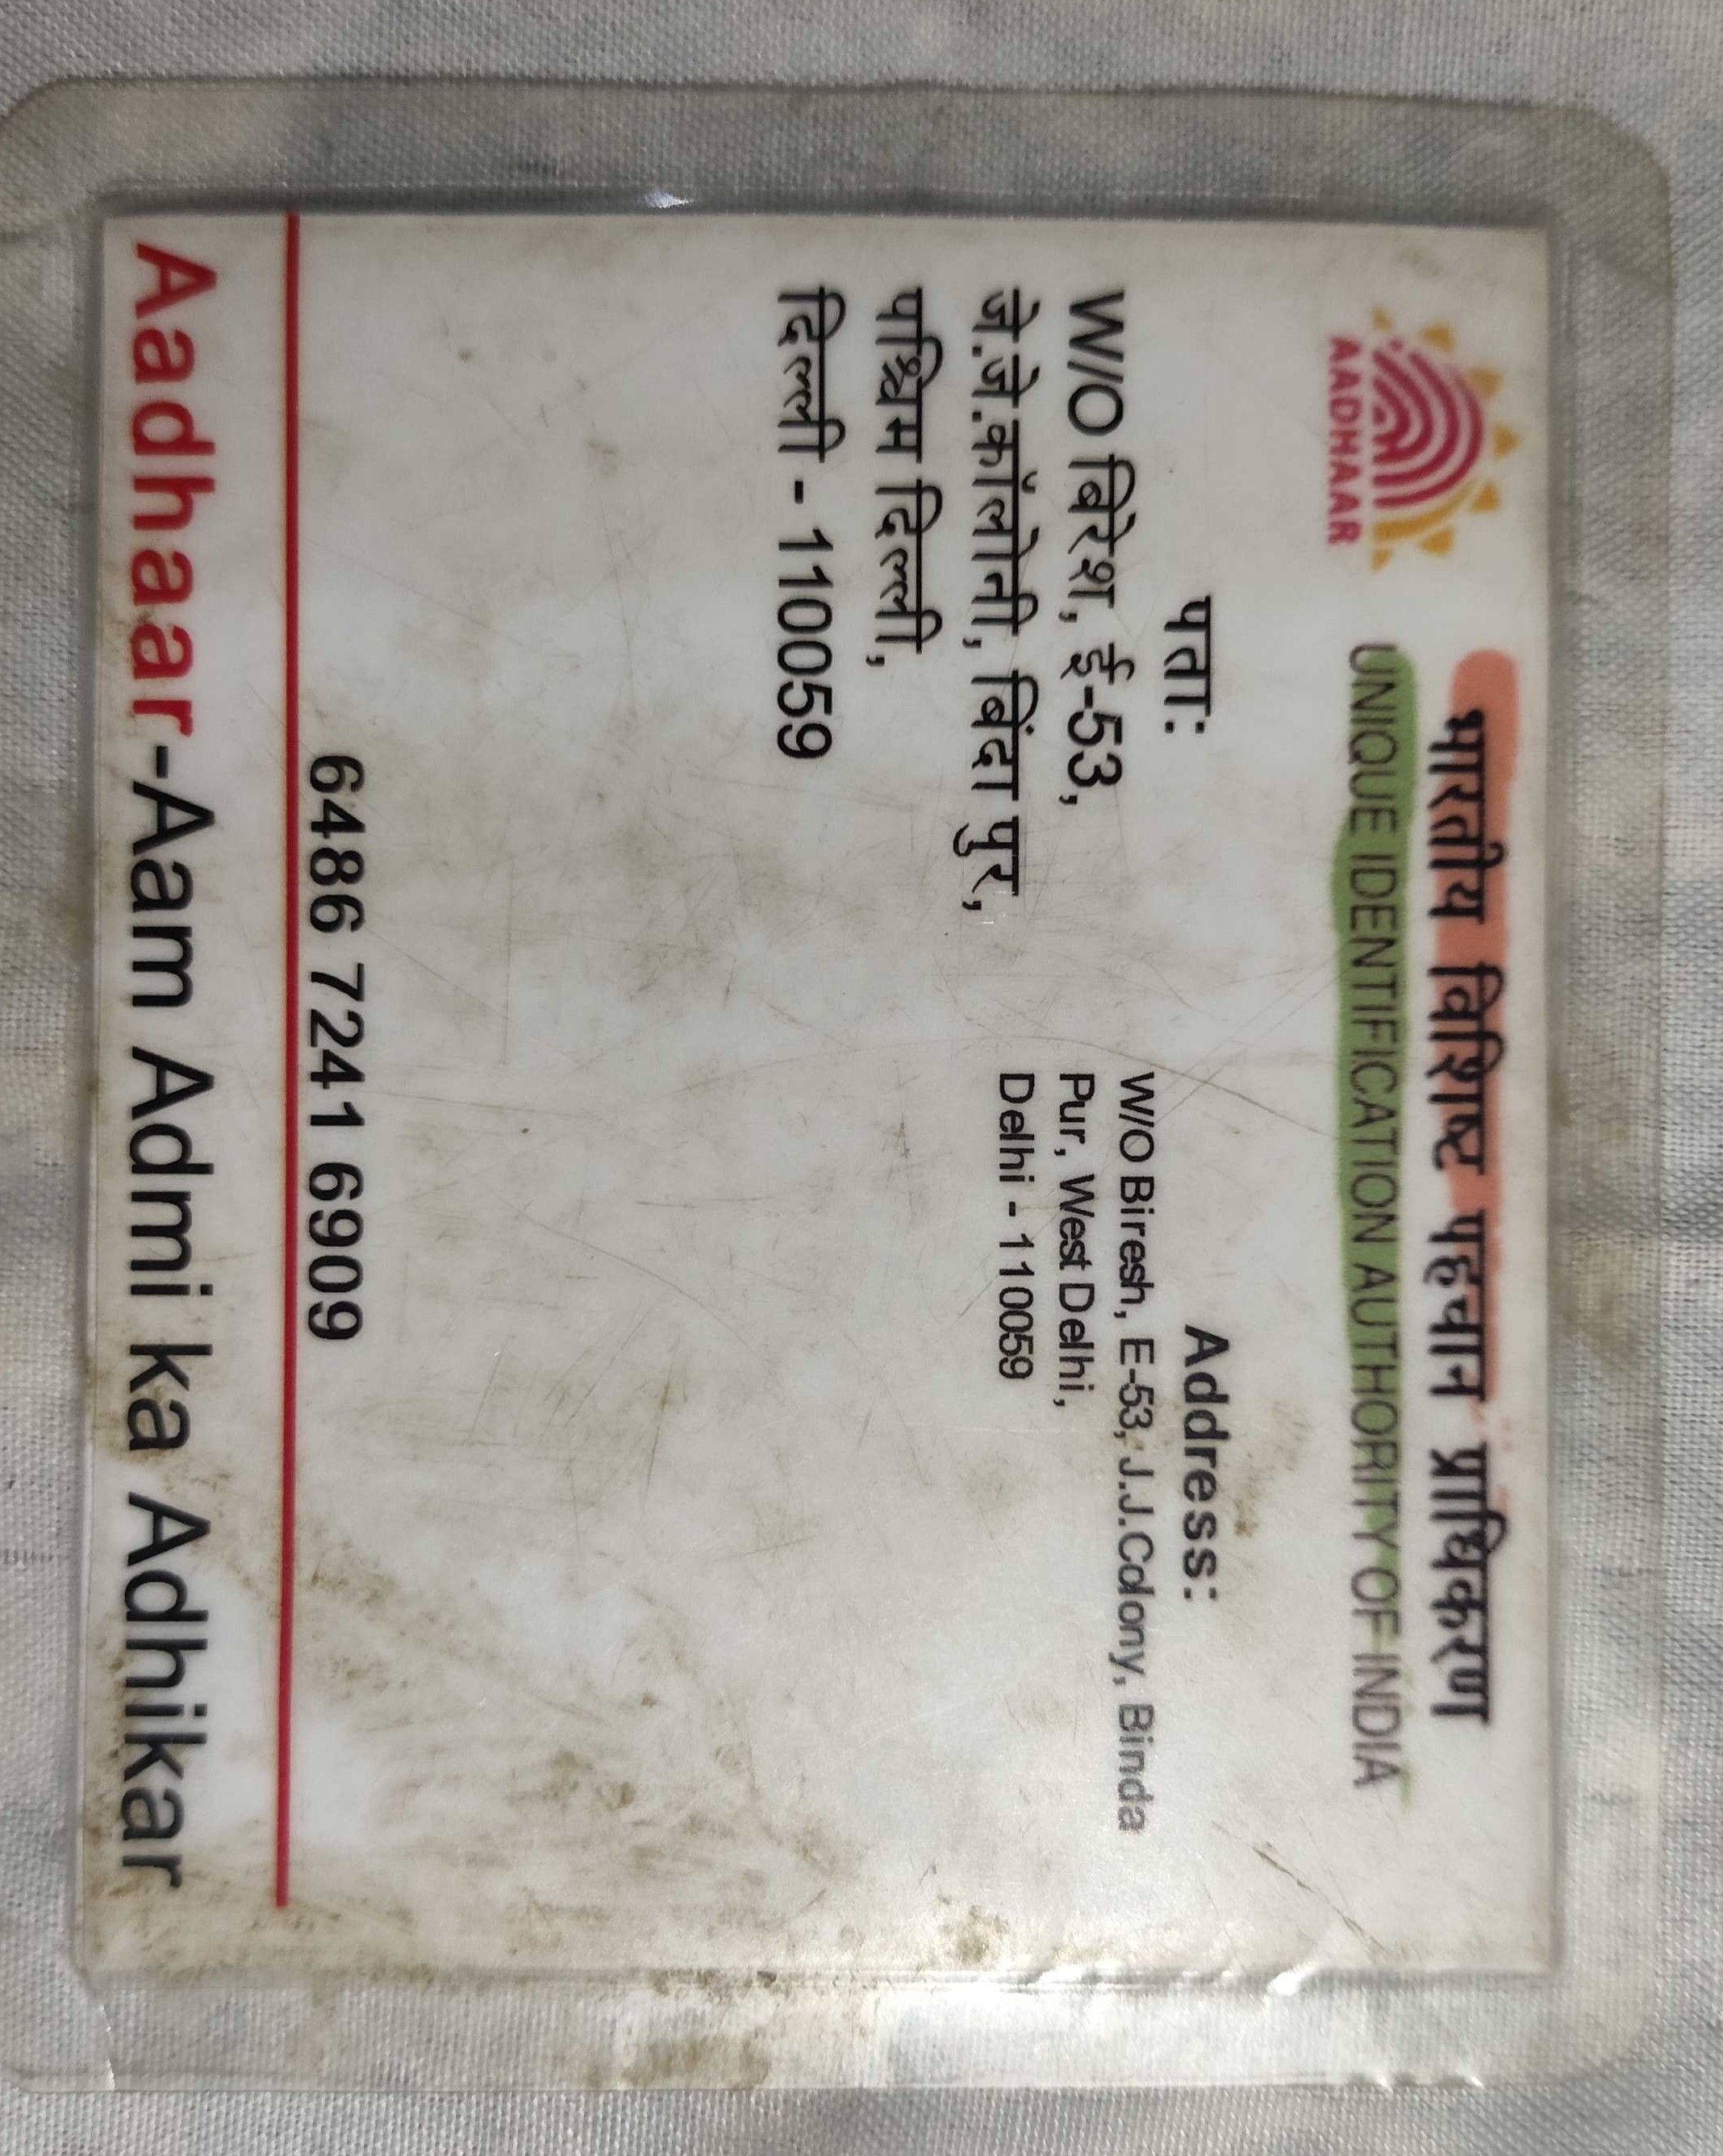 भारतीय विशिष्ट पहचान प्राधिकरण
UNIQUE IDENTIFICATION AUTHORITY OF INDIA
AADHAAR
पता:
W/O बिरेश, ई-53,
जे.जे.कॉलोनी, बिंदा पुर,
पश्चिम दिल्ली,
दिल्ली - 110059
Address:
W/O Biresh, E-53, J.J.Colony, Binda
Pur, West Delhi,
Delhi - 110059
6486 7241 6909
Aadhaar-Aam Admi ka Adhikar